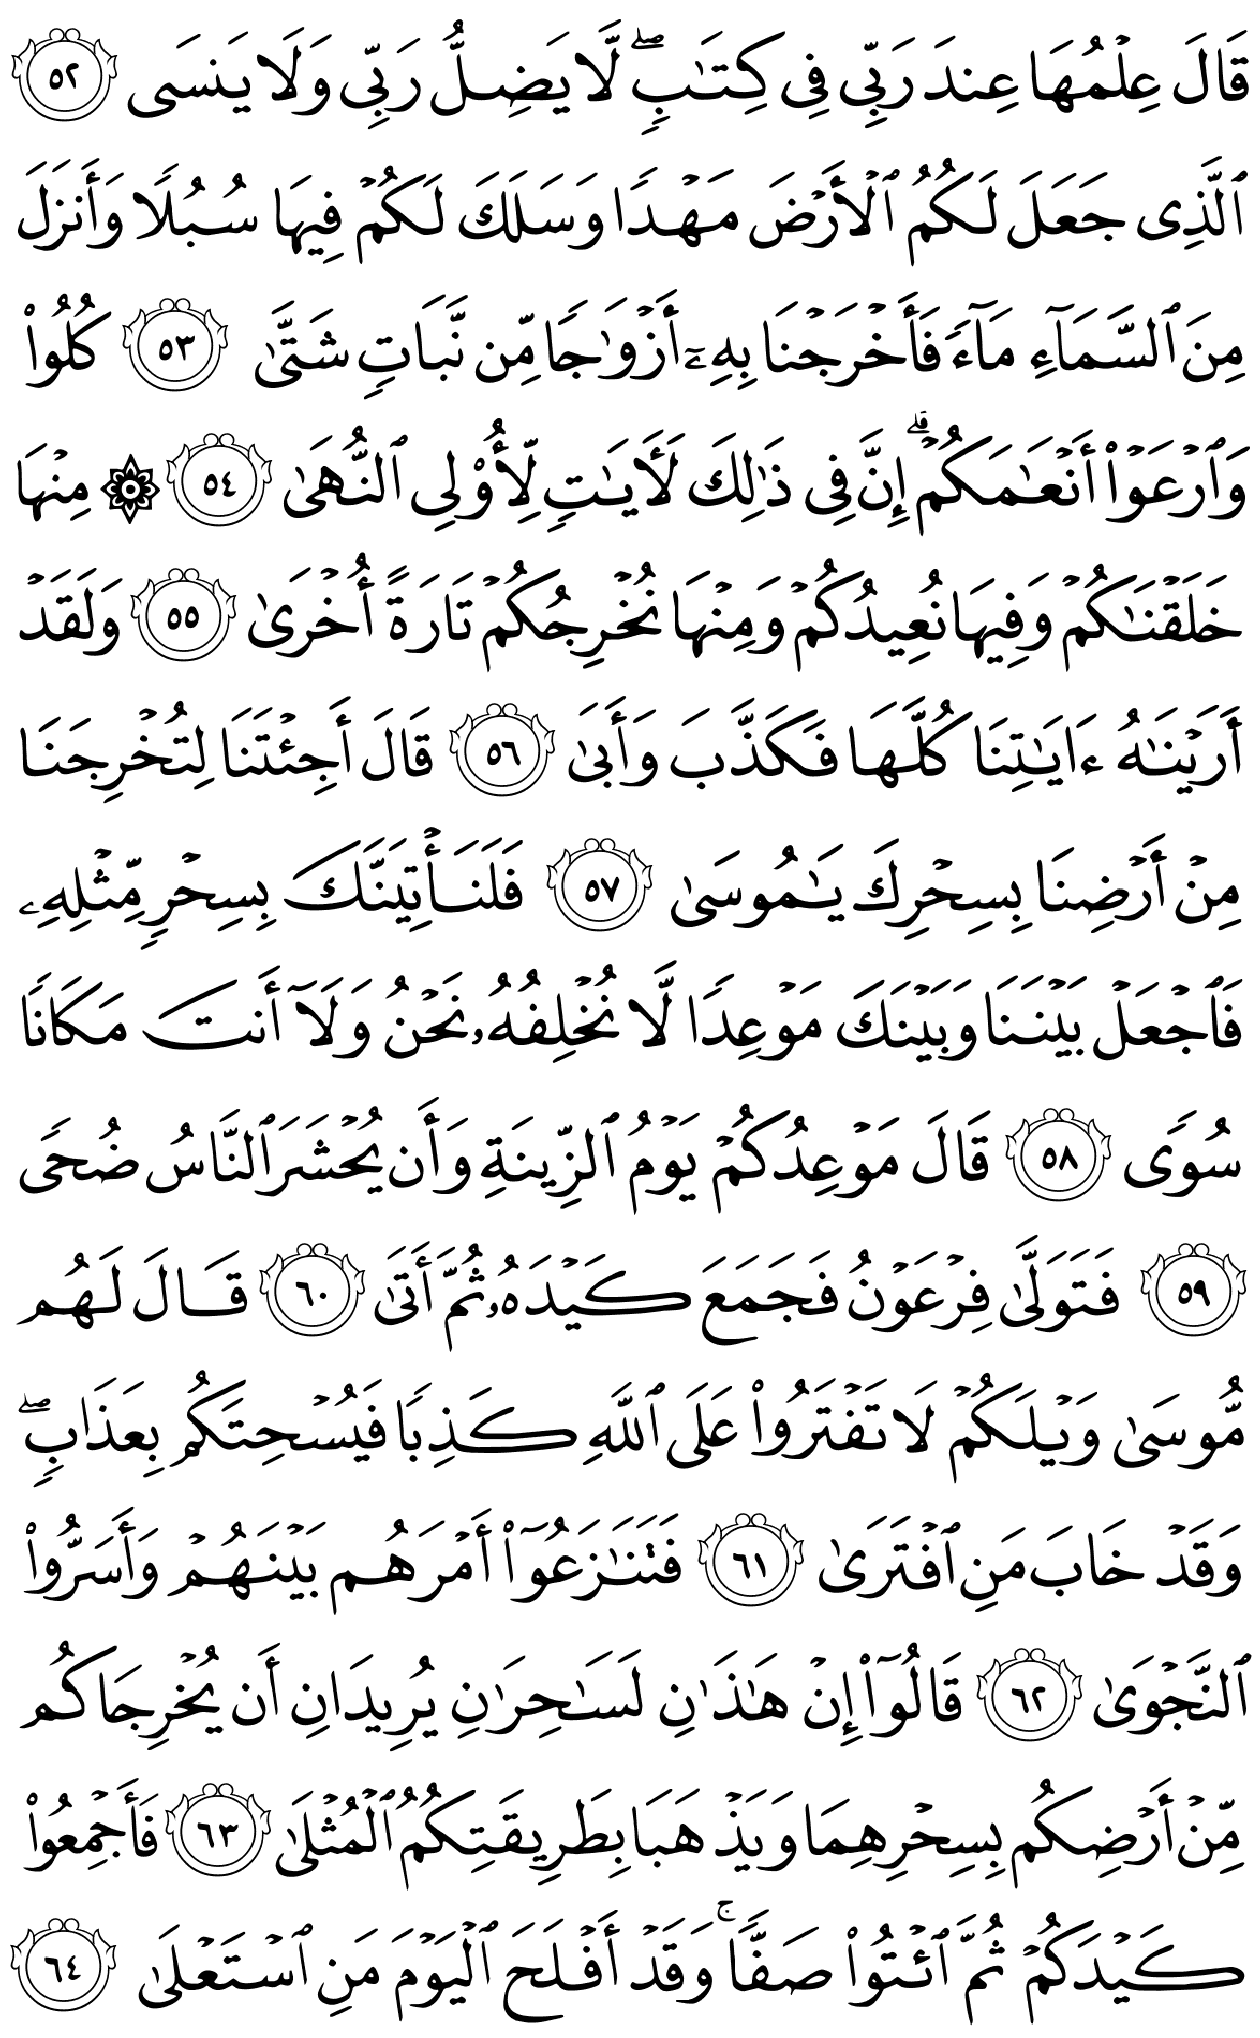 قَالَ عِلْمُهَا عِندَ رَبِّي فِي كِتَٰبٍۖ لَّا يَضِلُّ رَبِّي وَلَا يَنسَى ٥٢
ٱلَّذِي جَعَلَ لَكُمُ ٱلْأَرْضَ مَهْدًا وَسَلَكَ لَكُمْ فِيهَا سُبُلًا وَأَنزَلَ
مِنَ ٱلسَّمَآءِ مَآءً فَأَخْرَجْنَا بِهِۦٓ أَزْوَٰجًا مِّن نَّبَاتٍ شَتَّىٰ ٥٣ كُلُوا۟
وَٱرْعَوْا۟ أَنْعَٰمَكُمْۗ إِنَّ فِي ذَٰلِكَ لَأٓيَٰتٍ لِّأُو۟لِي ٱلنُّهَىٰ ٥٤ ۞ مِنْهَا
خَلَقْنَٰكُمْ وَفِيهَا نُعِيدُكُمْ وَمِنْهَا نُخْرِجُكُمْ تَارَةً أُخْرَىٰ ٥٥ وَلَقَدْ
أَرَيْنَٰهُ ءَايَٰتِنَا كُلَّهَا فَكَذَّبَ وَأَبَىٰ ٥٦ قَالَ أَجِئْتَنَا لِتُخْرِجَنَا
مِنْ أَرْضِنَا بِسِحْرِكَ يَٰمُوسَىٰ ٥٧ فَلَنَأْتِيَنَّكَ بِسِحْرٍ مِّثْلِهِۦ
فَٱجْعَلْ بَيْنَنَا وَبَيْنَكَ مَوْعِدًا لَّا نُخْلِفُهُۥ نَحْنُ وَلَآ أَنتَ مَكَانًا
سُوًى ٥٨ قَالَ مَوْعِدُكُمْ يَوْمُ ٱلزِّينَةِ وَأَن يُحْشَرَ ٱلنَّاسُ ضُحًى
٥٩ فَتَوَلَّىٰ فِرْعَوْنُ فَجَمَعَ كَيْدَهُۥ ثُمَّ أَتَىٰ ٦٠ قَالَ لَهُم
مُّوسَىٰ وَيْلَكُمْ لَا تَفْتَرُوا۟ عَلَى ٱللَّهِ كَذِبًا فَيُسْحِتَكُم بِعَذَابٍۖ
وَقَدْ خَابَ مَنِ ٱفْتَرَىٰ ٦١ فَتَنَٰزَعُوٓا۟ أَمْرَهُم بَيْنَهُمْ وَأَسَرُّوا۟
ٱلنَّجْوَىٰ ٦٢ قَالُوٓا۟ إِنْ هَٰذَٰنِ لَسَٰحِرَٰنِ يُرِيدَانِ أَن يُخْرِجَاكُم
مِّنْ أَرْضِكُم بِسِحْرِهِمَا وَيَذْهَبَا بِطَرِيقَتِكُمُ ٱلْمُثْلَىٰ ٦٣ فَأَجْمِعُوا۟
كَيْدَكُمْ ثُمَّ ٱئْتُوا۟ صَفًّاۚ وَقَدْ أَفْلَحَ ٱلْيَوْمَ مَنِ ٱسْتَعْلَىٰ ٦٤